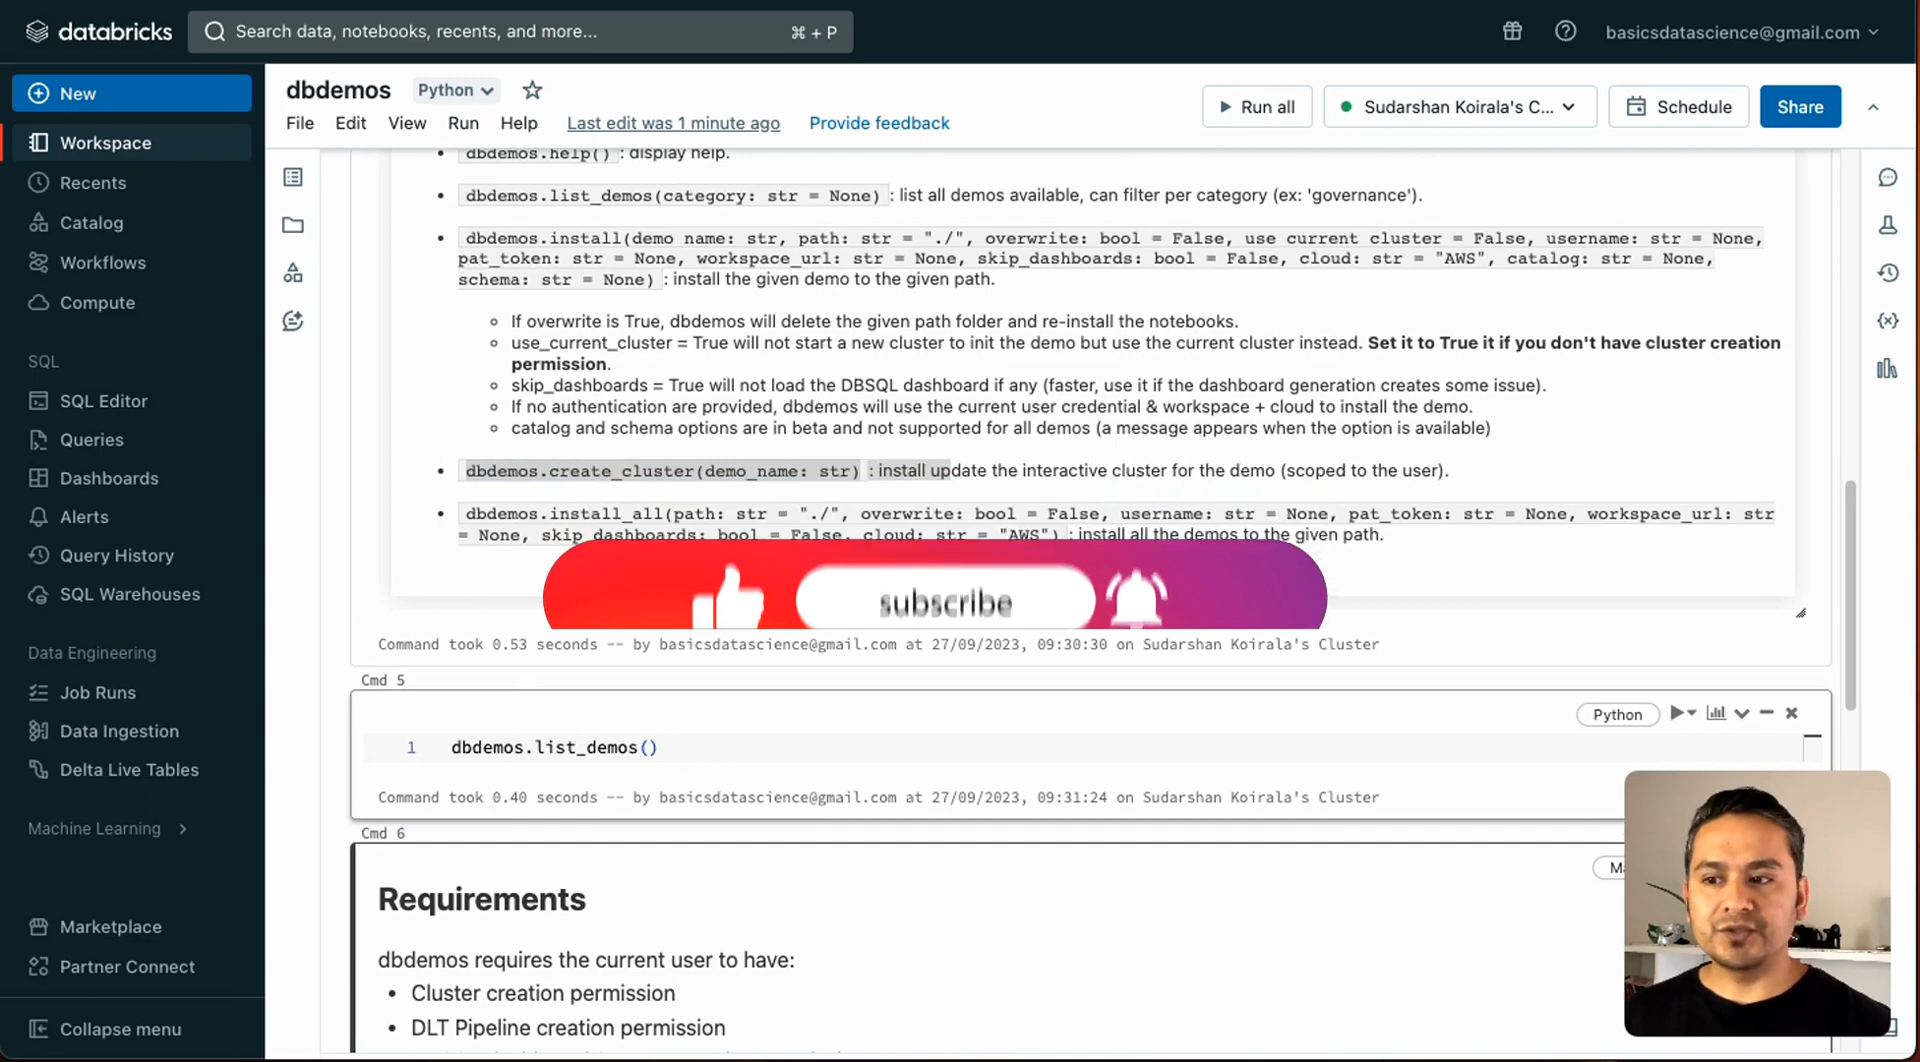 databricks
Search data, notebooks, recents, and more...
⌘ + P
basicsdatascience@gmail.com
New
Workspace
Recents
Catalog
Workflows
Compute
SQL
SQL Editor
Queries
Dashboards
Alerts
Query History
SQL Warehouses
Data Engineering
Job Runs
Data Ingestion
Delta Live Tables
Machine Learning
Marketplace
Partner Connect
Collapse menu
dbdemos
Python
File Edit View Run Help Last edit was 1 minute ago Provide feedback
Run all
Sudarshan Koirala's C...
Schedule
Share
dbdemos.help() : display help.
dbdemos.list_demos(category: str = None) : list all demos available, can filter per category (ex: 'governance').
dbdemos.install(demo_name: str, path: str = "./", overwrite: bool = False, use_current_cluster = False, username: str = None,
pat_token: str = None, workspace_url: str = None, skip_dashboards: bool = False, cloud: str = "AWS", catalog: str = None,
schema: str = None) : install the given demo to the given path.
If overwrite is True, dbdemos will delete the given path folder and re-install the notebooks.
use_current_cluster = True will not start a new cluster to init the demo but use the current cluster instead. Set it to True it if you don't have cluster creation
permission.
skip_dashboards = True will not load the DBSQL dashboard if any (faster, use it if the dashboard generation creates some issue).
If no authentication are provided, dbdemos will use the current user credential & workspace + cloud to install the demo.
catalog and schema options are in beta and not supported for all demos (a message appears when the option is available)
dbdemos.create_cluster(demo_name: str) : install update the interactive cluster for the demo (scoped to the user).
dbdemos.install_all(path: str = "./", overwrite: bool = False, username: str = None, pat_token: str = None, workspace_url: str
= None, skip_dashboards: bool = False, cloud: str = "AWS") : install all the demos to the given path.
subscribe
Command took 0.53 seconds -- by basicsdatascience@gmail.com at 27/09/2023, 09:30:30 on Sudarshan Koirala's Cluster
Cmd 5
Python
1 dbdemos.list_demos()
Command took 0.40 seconds -- by basicsdatascience@gmail.com at 27/09/2023, 09:31:24 on Sudarshan Koirala's Cluster
Cmd 6
Requirements
dbdemos requires the current user to have:
Cluster creation permission
DLT Pipeline creation permission